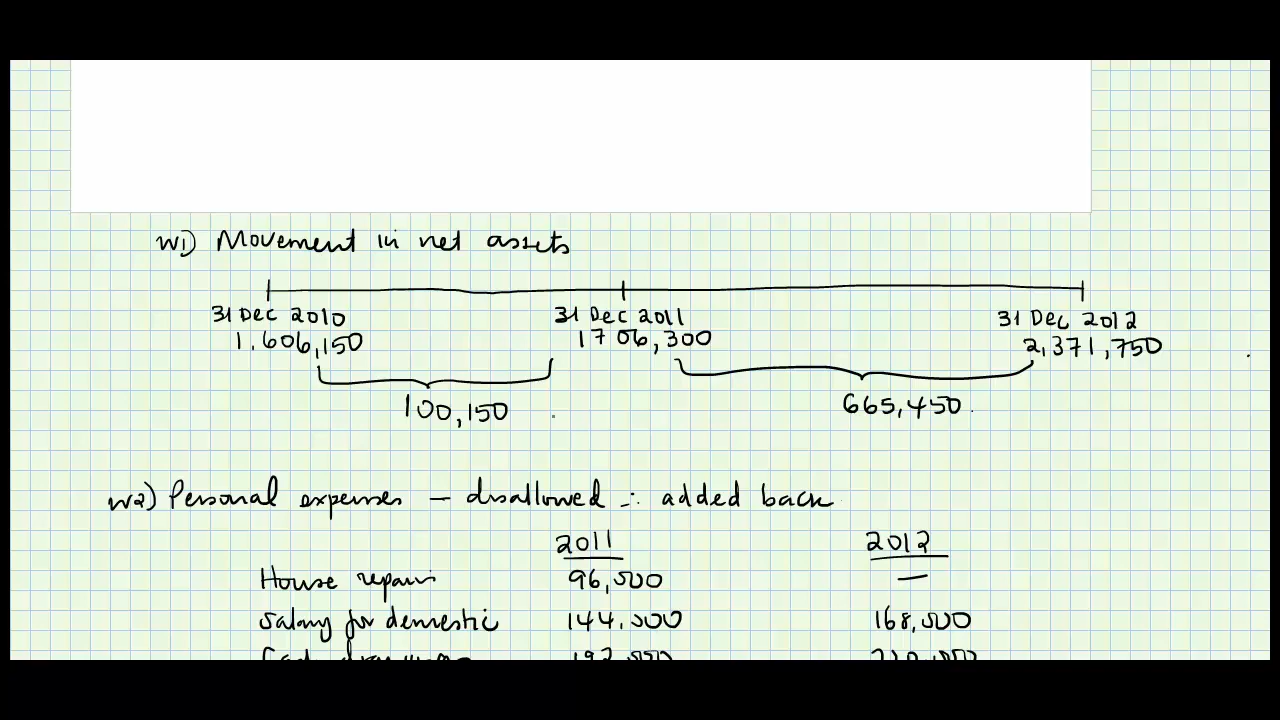 W1) Movement in net assets
31 Dec 2010 31 Dec 2011 31 Dec 2012
1,606,150 1706,300 2,371,750
100,150 665,450
W2) Personal expenses – disallowed ∴ added back
2011 2012
House repairs 96,000 —
Salary for domestic 144,000 168,000